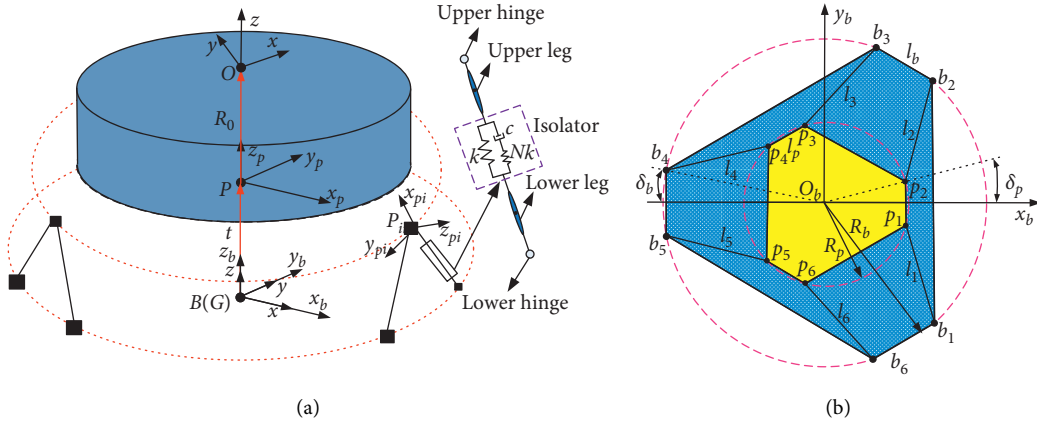 z
y
x
O
R0
zp
yp
P
xp
t
zb
yb
z
y
B(G)
x
xb
xpi
Pi
zpi
ypi
Upper hinge
Upper leg
c
Isolator
k
Nk
Lower leg
Lower hinge
(a)
yb
b3
lb
b2
l3
l2
p3
p4
lp
b4
l4
δb
p2
δp
Ob
xb
p1
b5
l5
p5
Rp
Rb
p6
l1
l6
b1
b6
(b)